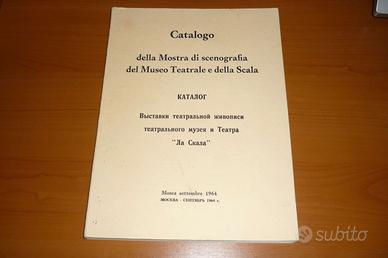 Catalogo
della Mostra di scenografia
del Museo Teatrale e della Scala
КАТАЛОГ
Выставки театральной живописи
театрального музея и Театра
"Ла Скала"
Mosca settembre 1964
МОСКВА - СЕНТЯБРЬ 1964 г.
subito